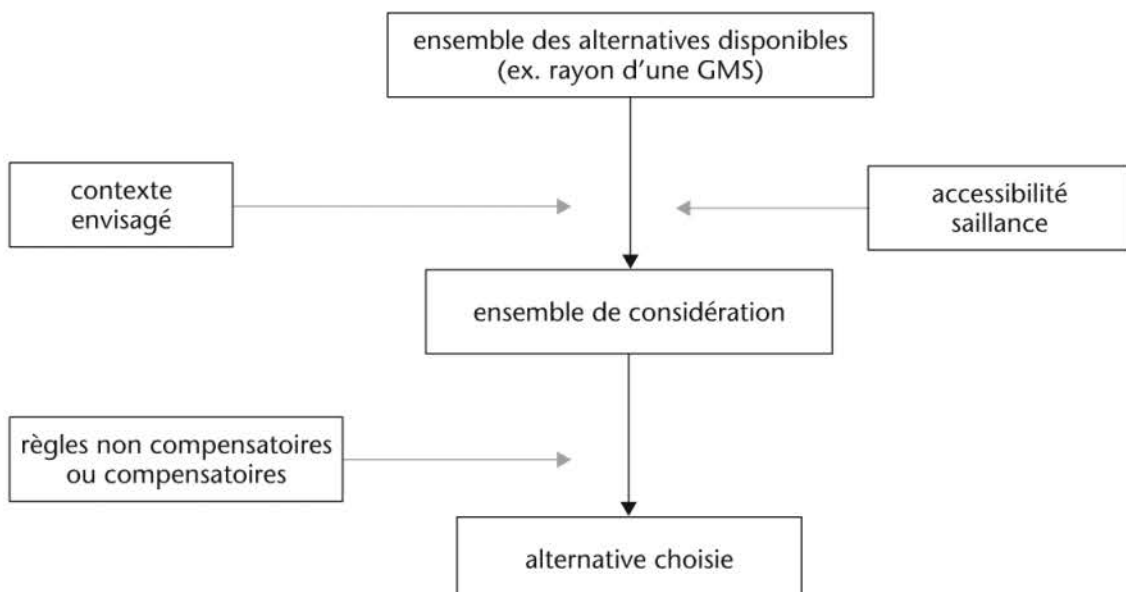 ensemble des alternatives disponibles
(ex. rayon d'une GMS)
contexte
envisagé
accessibilité
saillance
ensemble de considération
règles non compensatoires
ou compensatoires
alternative choisie